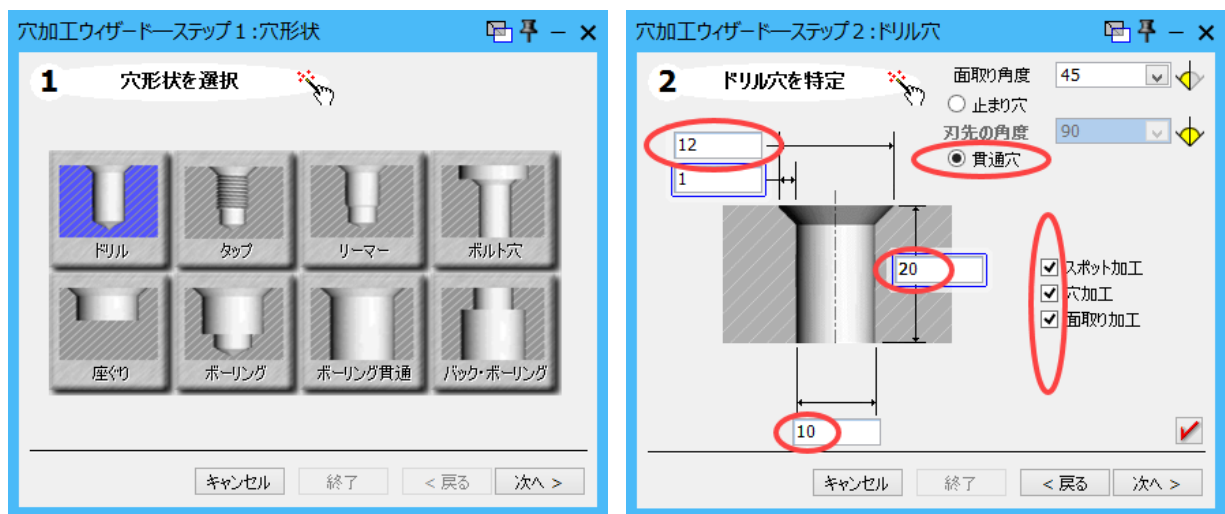 穴加工ウィザード―ステップ1:穴形状
1 穴形状を選択
ドリル
タップ
リーマー
ボルト穴
座ぐり
ボーリング
ボーリング貫通
バック・ボーリング
キャンセル
終了
< 戻る
次へ >
穴加工ウィザード―ステップ2:ドリル穴
2 ドリル穴を特定
面取り角度 45
止まり穴
刃先の角度 90
貫通穴
12
1
20
スポット加工
穴加工
面取り加工
10
キャンセル
終了
< 戻る
次へ >